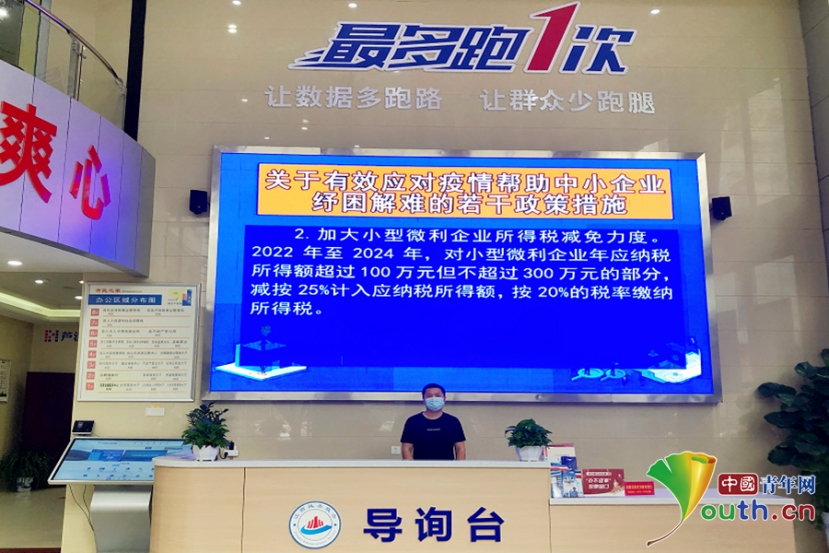 最多跑1次
让数据多跑路 让群众少跑腿
爽心
关于有效应对疫情帮助中小企业
纾困解难的若干政策措施
2. 加大小型微利企业所得税减免力度。
2022 年至 2024 年，对小型微利企业年应纳税
所得额超过 100 万元但不超过 300 万元的部分，
减按 25%计入应纳税所得额，按 20%的税率缴纳
所得税。
办公区域分布图
导询台
中國青年网
Youth.cn